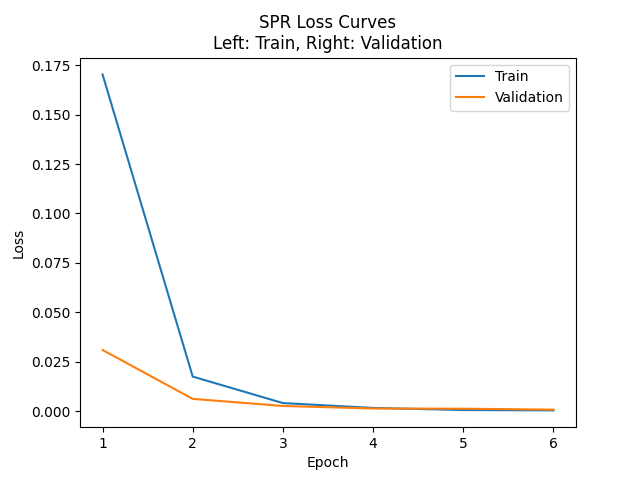 SPR Loss Curves
Left: Train, Right: Validation
Train
Validation
0.175
0.150
0.125
0.100
0.075
0.050
0.025
0.000
Loss
1 2 3 4 5 6
Epoch